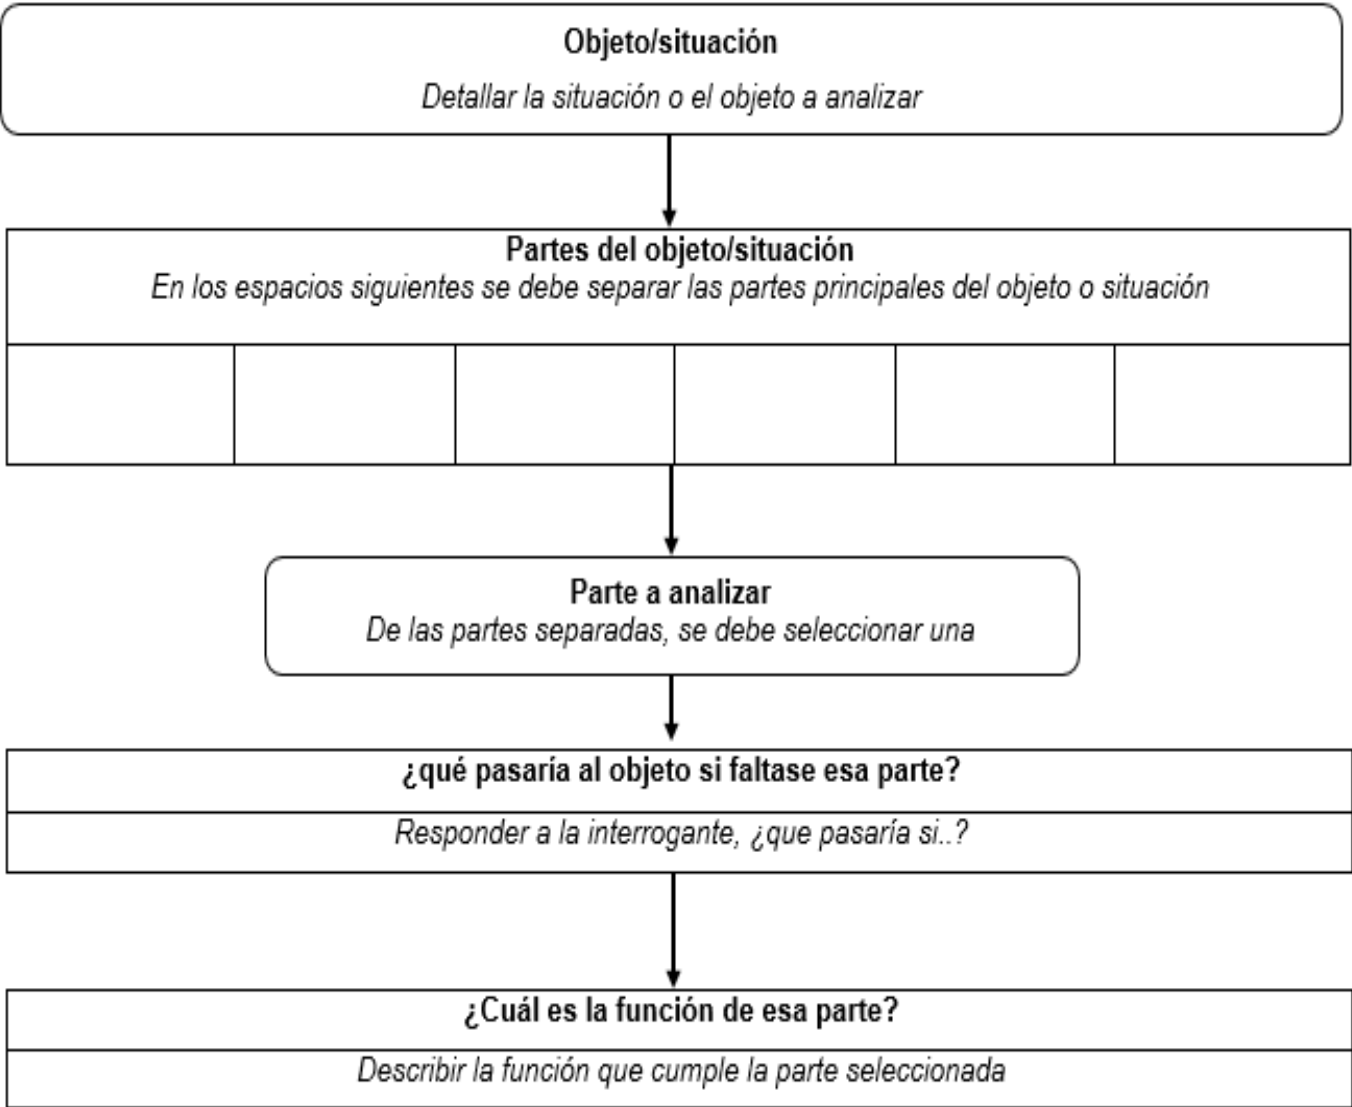 Objeto/situación
Detallar la situación o el objeto a analizar
Partes del objeto/situación
En los espacios siguientes se debe separar las partes principales del objeto o situación
Parte a analizar
De las partes separadas, se debe seleccionar una
¿qué pasaría al objeto si faltase esa parte?
Responder a la interrogante, ¿que pasaría si..?
¿Cuál es la función de esa parte?
Describir la función que cumple la parte seleccionada